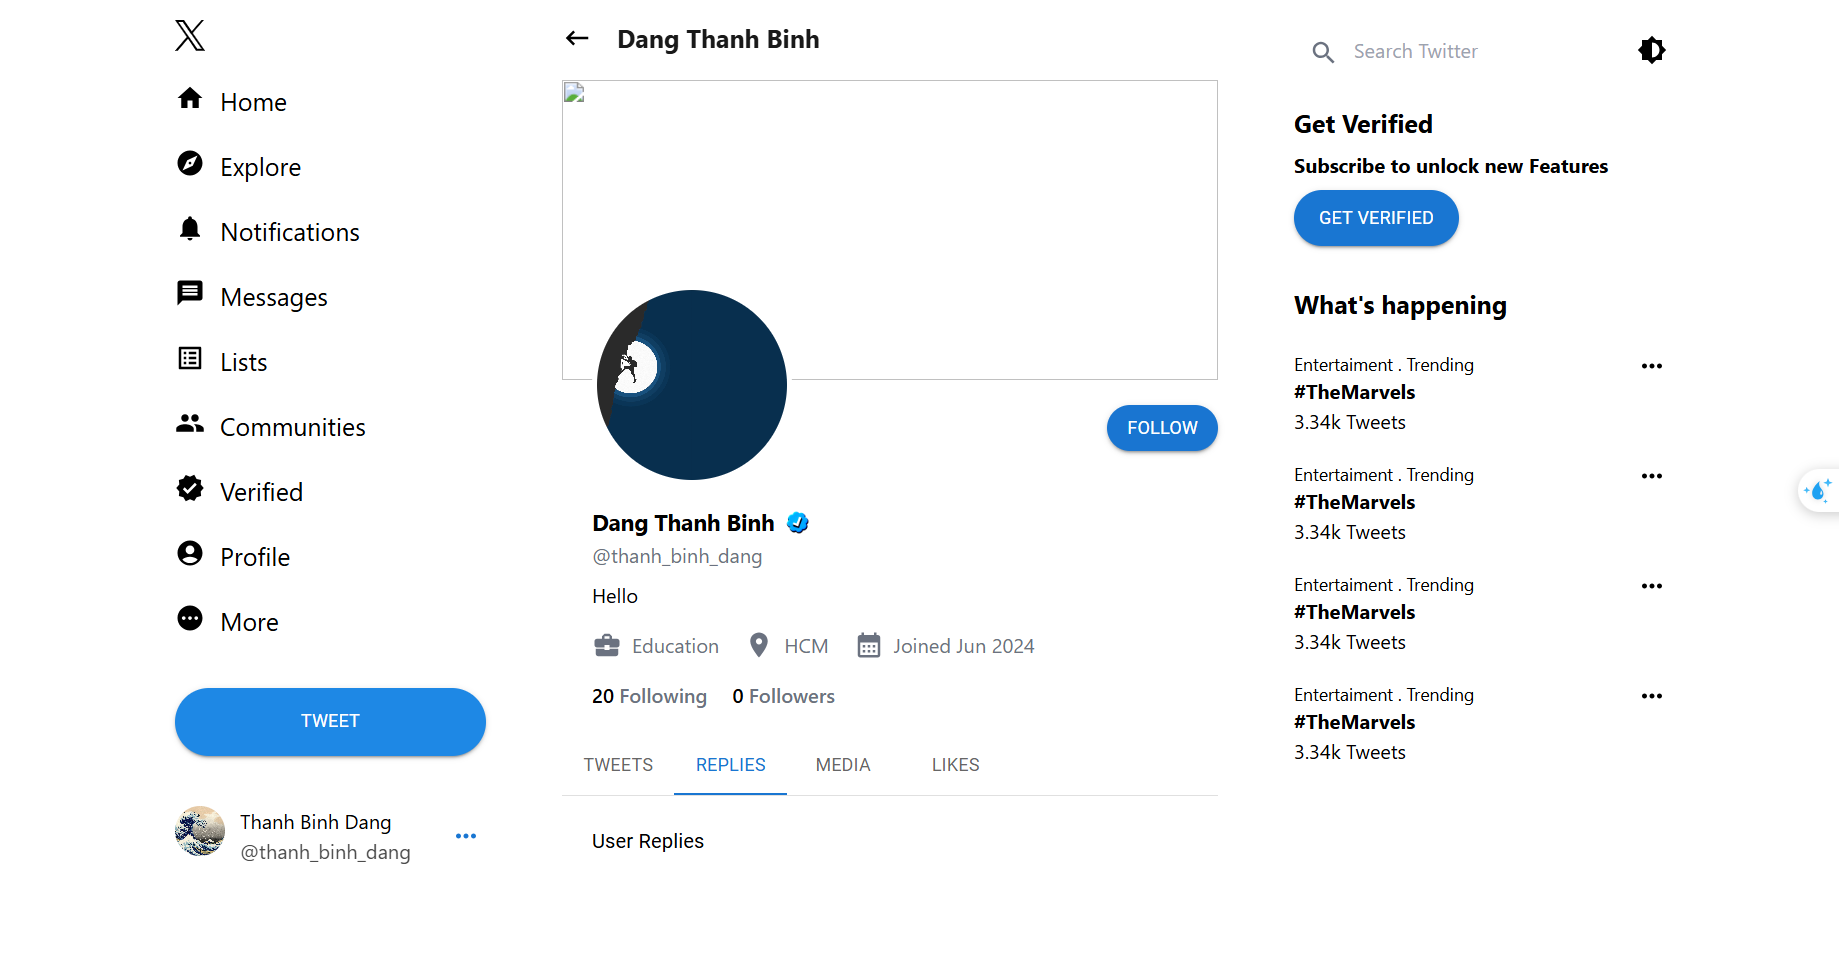 Home
Explore
Notifications
Messages
Lists
Communities
Verified
Profile
More
TWEET
Thanh Binh Dang
@thanh_binh_dang
Dang Thanh Binh
FOLLOW
Dang Thanh Binh
@thanh_binh_dang
Hello
Education HCM Joined Jun 2024
20 Following 0 Followers
TWEETS REPLIES MEDIA LIKES
User Replies
Search Twitter
Get Verified
Subscribe to unlock new Features
GET VERIFIED
What's happening
Entertaiment . Trending
#TheMarvels
3.34k Tweets
Entertaiment . Trending
#TheMarvels
3.34k Tweets
Entertaiment . Trending
#TheMarvels
3.34k Tweets
Entertaiment . Trending
#TheMarvels
3.34k Tweets